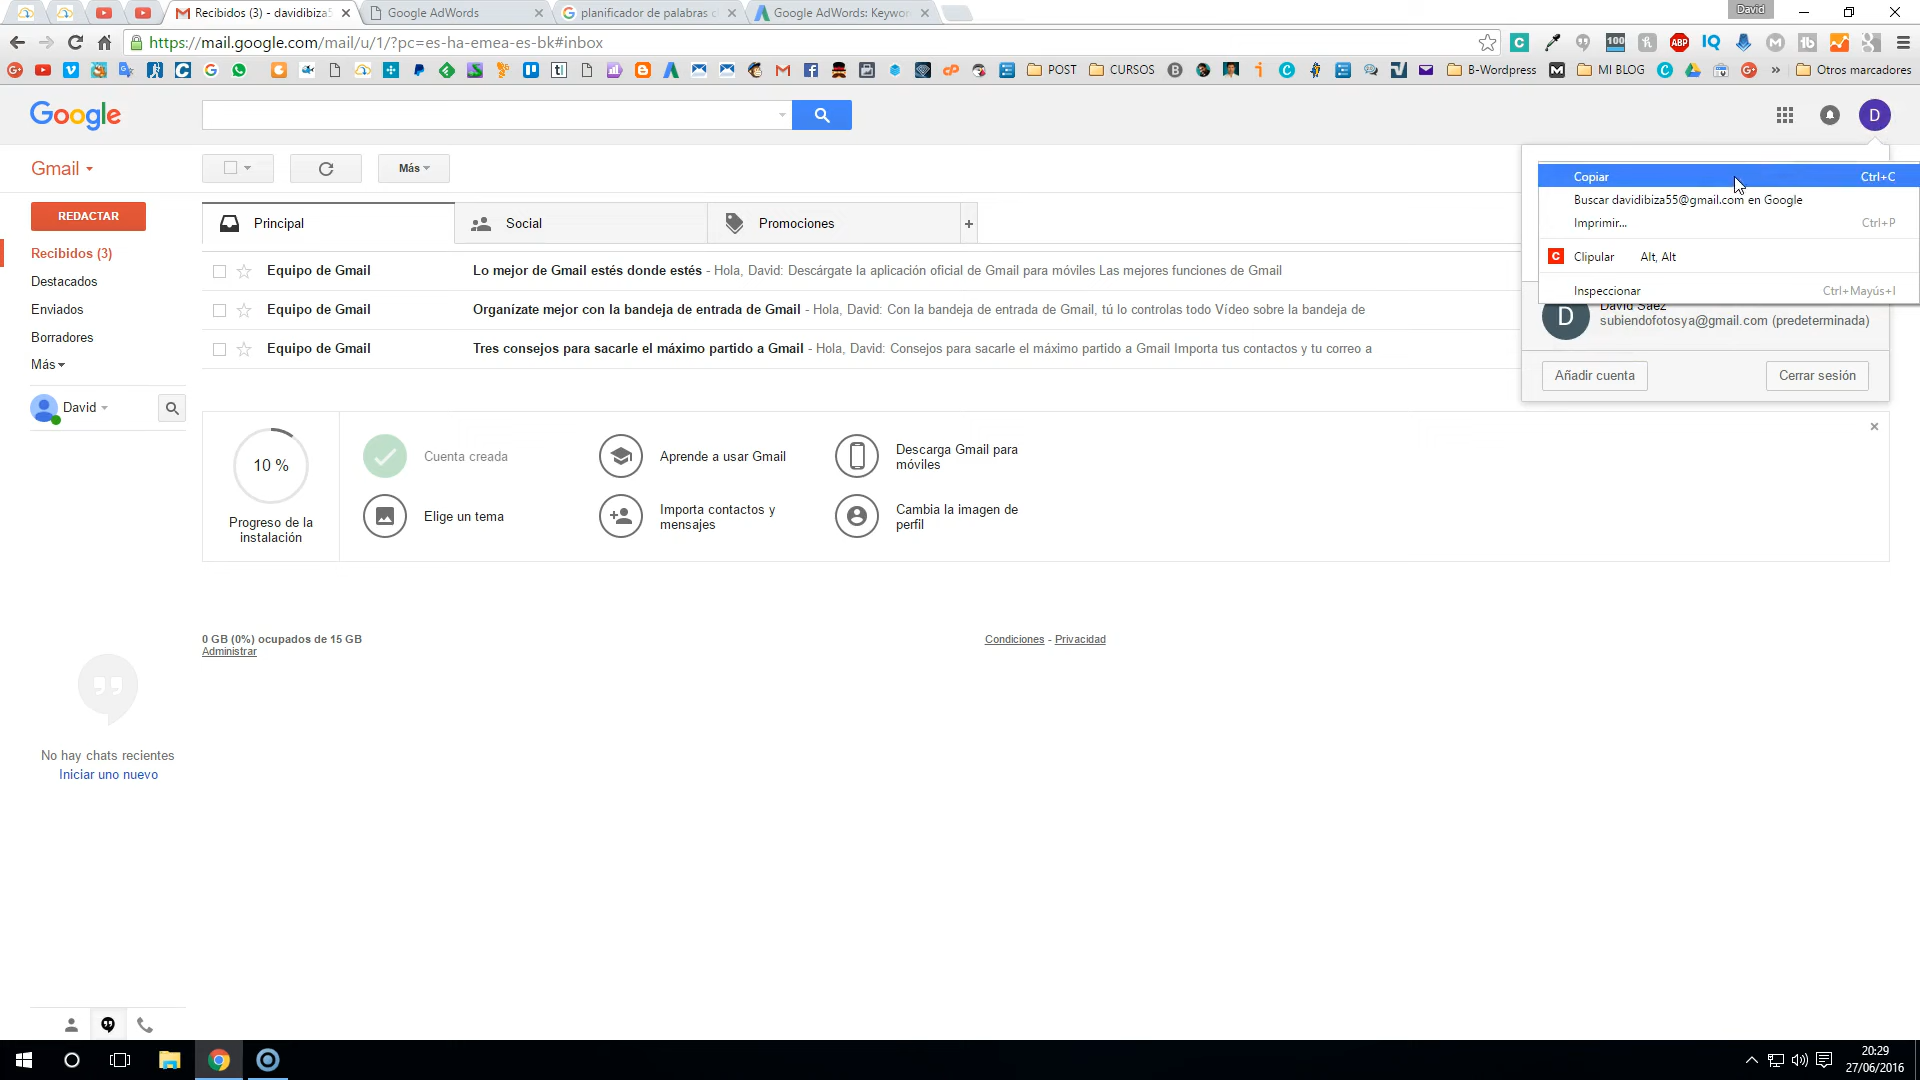 David
Recibidos (3) - davidibiza5
Google AdWords
planificador de palabras c
Google AdWords: Keywor
https://mail.google.com/mail/u/1/?pc=es-ha-emea-es-bk#inbox
POST
CURSOS
B-Wordpress
MI BLOG
Otros marcadores
Google
D
Gmail
Más
Copiar Ctrl+C
Buscar davidibiza55@gmail.com en Google
Imprimir... Ctrl+P
Clipular Alt, Alt
Inspeccionar Ctrl+Mayús+I
REDACTAR
Principal
Social
Promociones
+
Recibidos (3)
Destacados
Enviados
Borradores
Más
David
Equipo de Gmail Lo mejor de Gmail estés donde estés - Hola, David: Descárgate la aplicación oficial de Gmail para móviles Las mejores funciones de Gmail
Equipo de Gmail Organízate mejor con la bandeja de entrada de Gmail - Hola, David: Con la bandeja de entrada de Gmail, tú lo controlas todo Vídeo sobre la bandeja de
Equipo de Gmail Tres consejos para sacarle el máximo partido a Gmail - Hola, David: Consejos para sacarle el máximo partido a Gmail Importa tus contactos y tu correo a
D
David Sáez
subiendofotosya@gmail.com (predeterminada)
Añadir cuenta
Cerrar sesión
10 %
Progreso de la
instalación
Cuenta creada
Aprende a usar Gmail
Descarga Gmail para
móviles
Elige un tema
Importa contactos y
mensajes
Cambia la imagen de
perfil
0 GB (0%) ocupados de 15 GB
Administrar
Condiciones - Privacidad
No hay chats recientes
Iniciar uno nuevo
20:29
27/06/2016